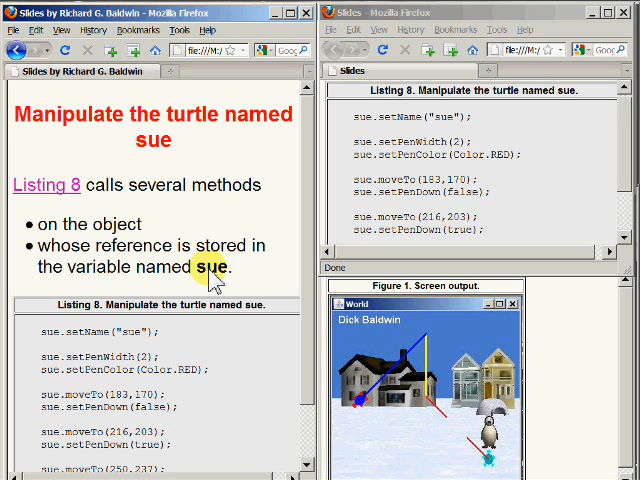 Slides by Richard G. Baldwin - Mozilla Firefox
File Edit View History Bookmarks Tools Help
file:///M:/
Goog
Slides by Richard G. Baldwin
Manipulate the turtle named
sue
Listing 8 calls several methods
on the object
whose reference is stored in
the variable named sue.
Listing 8. Manipulate the turtle named sue.
sue.setName("sue");
sue.setPenWidth(2);
sue.setPenColor(Color.RED);
sue.moveTo(183,170);
sue.setPenDown(false);
sue.moveTo(216,203);
sue.setPenDown(true);
sue.moveTo(250,237);
Slides - Mozilla Firefox
File Edit View History Bookmarks Tools Help
file:///M:/
Goog
Slides
Listing 8. Manipulate the turtle named sue.
sue.setName("sue");
sue.setPenWidth(2);
sue.setPenColor(Color.RED);
sue.moveTo(183,170);
sue.setPenDown(false);
sue.moveTo(216,203);
sue.setPenDown(true);
Done
Figure 1. Screen output.
World
Dick Baldwin